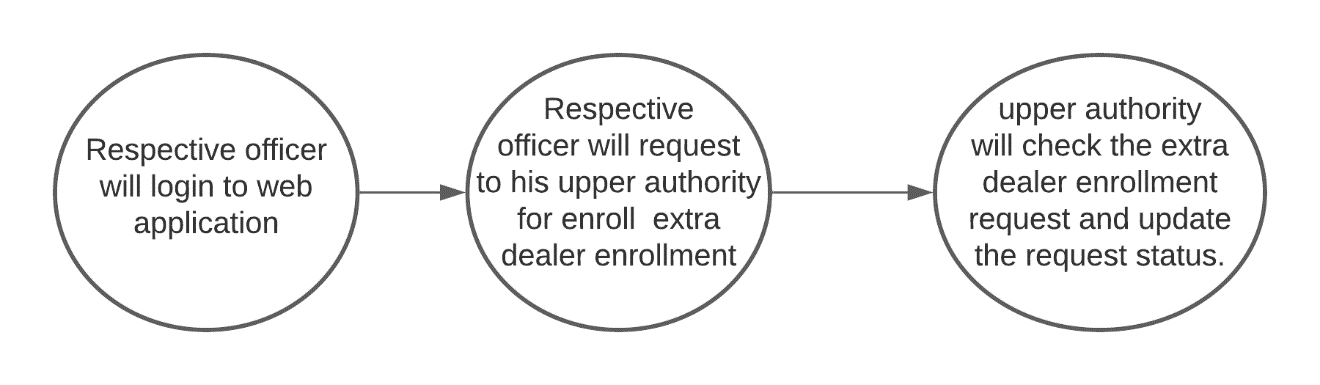 Respective officer
will login to web
application
Respective
officer will request
to his upper authority
for enroll  extra
dealer enrollment
upper authority
will check the extra
dealer enrollment
request and update
the request status.